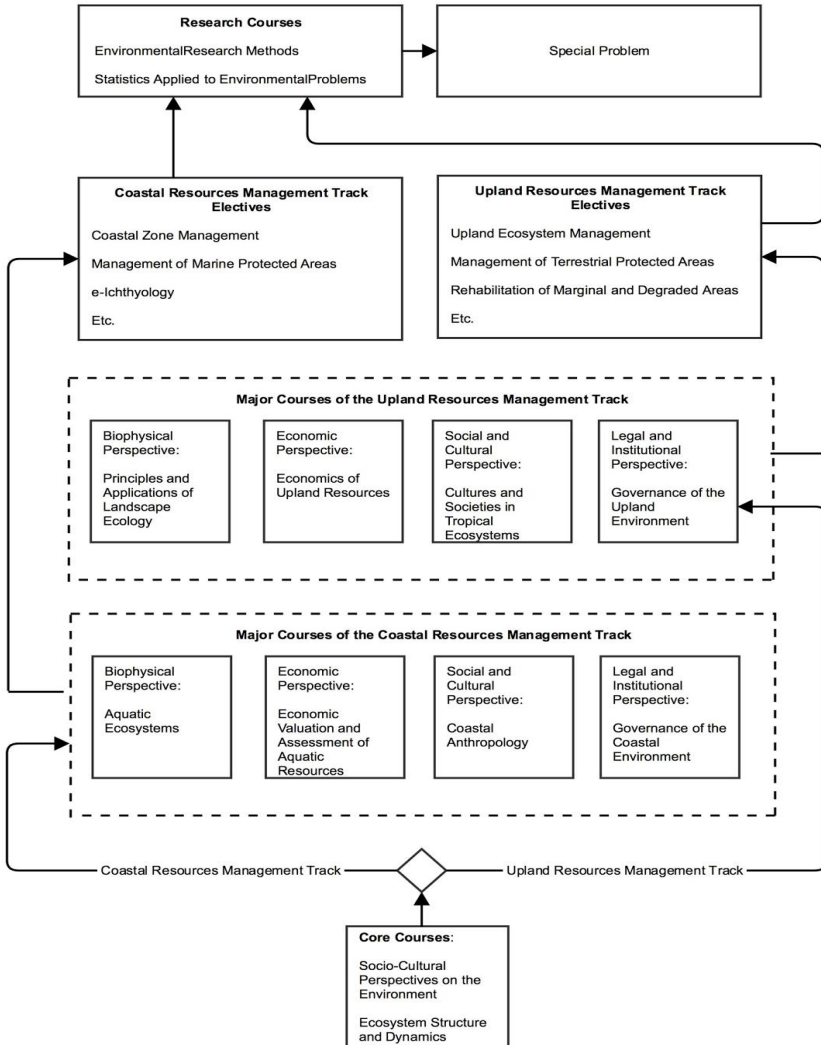 Research Courses
EnvironmentalResearch Methods
Statistics Applied to EnvironmentalProblems
Special Problem
Coastal Resources Management Track
Electives
Coastal Zone Management
Management of Marine Protected Areas
e-Ichthyology
Etc.
Upland Resources Management Track
Electives
Upland Ecosystem Management
Management of Terrestrial Protected Areas
Rehabilitation of Marginal and Degraded Areas
Etc.
Major Courses of the Upland Resources Management Track
Biophysical
Perspective:
Principles and
Applications of
Landscape
Ecology
Economic
Perspective:
Economics of
Upland Resources
Social and
Cultural
Perspective:
Cultures and
Societies in
Tropical
Ecosystems
Legal and
Institutional
Perspective:
Governance of the
Upland
Environment
Major Courses of the Coastal Resources Management Track
Biophysical
Perspective:
Aquatic
Ecosystems
Economic
Perspective:
Economic
Valuation and
Assessment of
Aquatic
Resources
Social and
Cultural
Perspective:
Coastal
Anthropology
Legal and
Institutional
Perspective:
Governance of the
Coastal
Environment
Coastal Resources Management Track
Upland Resources Management Track
Core Courses:
Socio-Cultural
Perspectives on the
Environment
Ecosystem Structure
and Dynamics